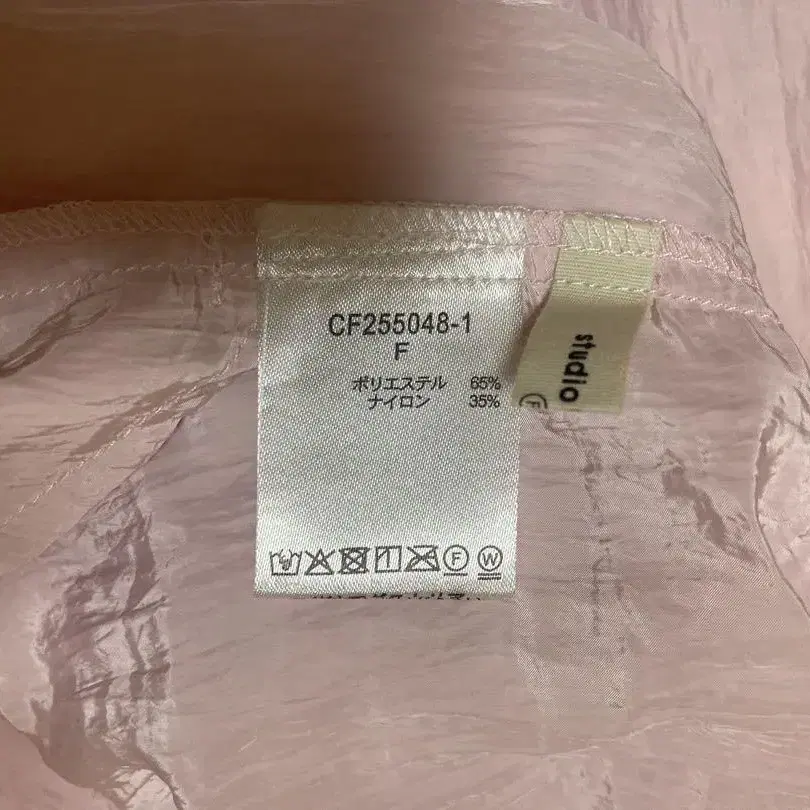 CF255048-1
F
ポリエステル 65%
ナイロン 35%
F W
studio
F